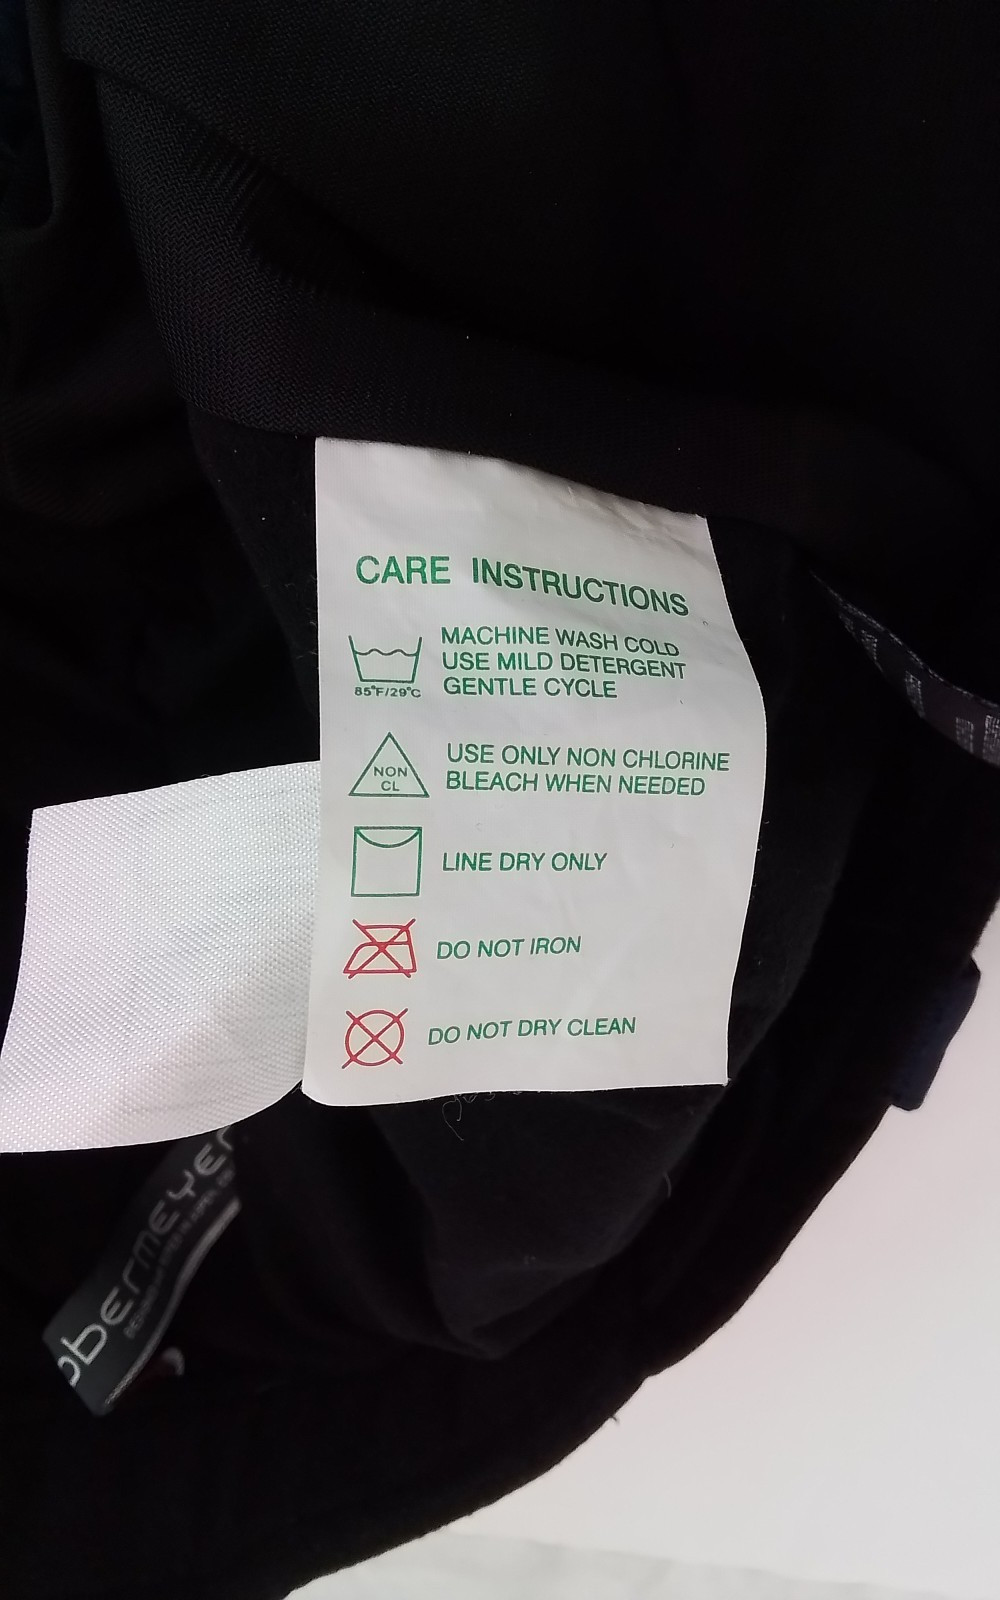 CARE INSTRUCTIONS
MACHINE WASH COLD
USE MILD DETERGENT
GENTLE CYCLE
85°F/29°C
USE ONLY NON CHLORINE
BLEACH WHEN NEEDED
NON
CL
LINE DRY ONLY
DO NOT IRON
DO NOT DRY CLEAN
obermeyer